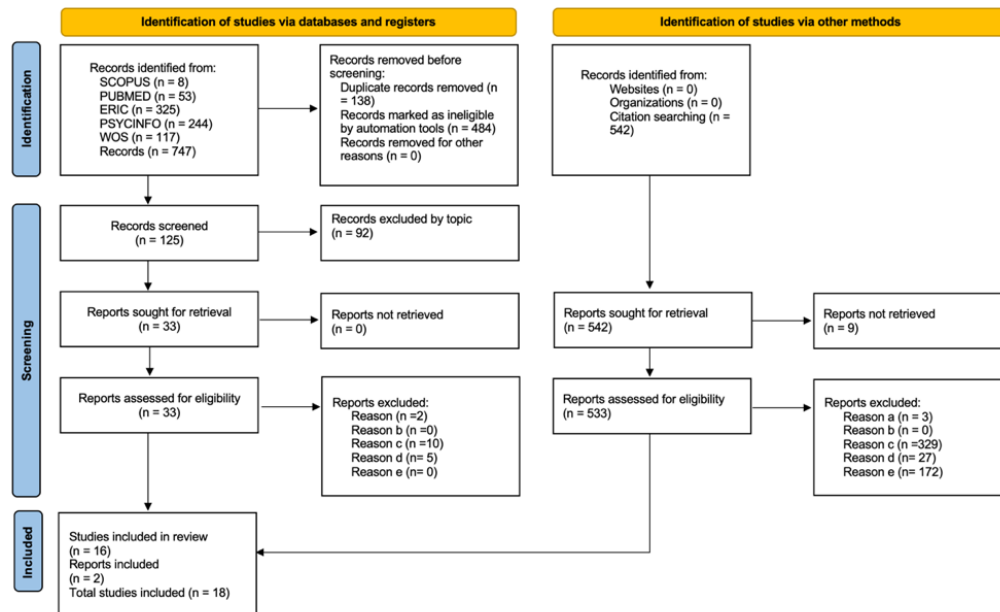 Identification of studies via databases and registers
Identification of studies via other methods
Identification
Records identified from:
SCOPUS (n = 8)
PUBMED (n = 53)
ERIC (n = 325)
PSYCINFO (n = 244)
WOS (n = 117)
Records (n = 747)
Records removed before
screening:
Duplicate records removed (n
= 138)
Records marked as ineligible
by automation tools (n = 484)
Records removed for other
reasons (n = 0)
Records identified from:
Websites (n = 0)
Organizations (n = 0)
Citation searching (n =
542)
Screening
Records screened
(n = 125)
Records excluded by topic
(n = 92)
Reports sought for retrieval
(n = 33)
Reports not retrieved
(n = 0)
Reports sought for retrieval
(n = 542)
Reports not retrieved
(n = 9)
Reports assessed for eligibility
(n = 33)
Reports excluded:
Reason (n =2)
Reason b (n =0)
Reason c (n =10)
Reason d (n= 5)
Reason e (n= 0)
Reports assessed for eligibility
(n = 533)
Reports excluded:
Reason a (n = 3)
Reason b (n = 0)
Reason c (n =329)
Reason d (n = 27)
Reason e (n= 172)
Included
Studies included in review
(n = 16)
Reports included
(n = 2)
Total studies included (n = 18)